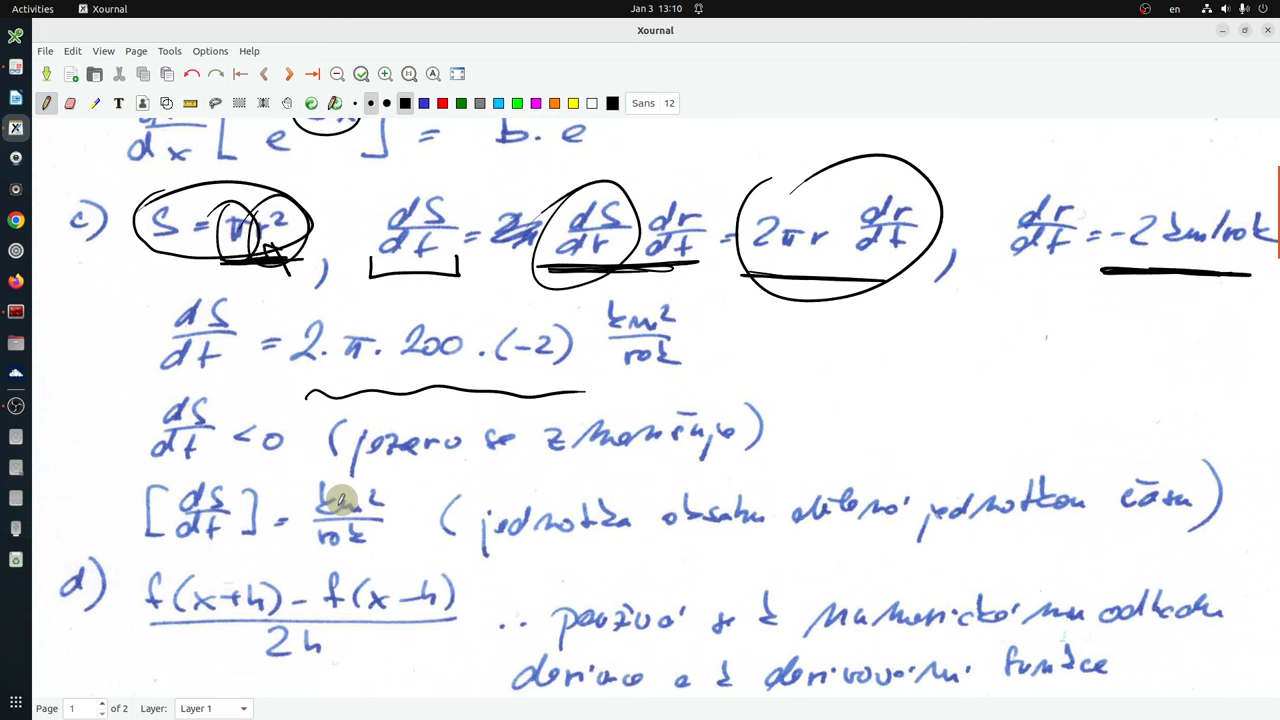 Activities Xournal Jan 3 13:10 en
Xournal
File Edit View Page Tools Options Help
Sans 12
d/dx [e ] = b. e
c) S = πr², dS/dt = dS/dr dr/dt = 2πr dr/dt, dr/dt = -2 km/rok
dS/dt = 2. π. 200 . (-2) km²/rok
dS/dt < 0 (jezero se zmenšuje)
[dS/dt] = km²/rok (jednotka obsahu dělená jednotkou času)
d) f(x+h) - f(x-h) / 2h .. používá se k numerickému odhadu
derivace a k derivování funkce
Page 1 of 2 Layer: Layer 1